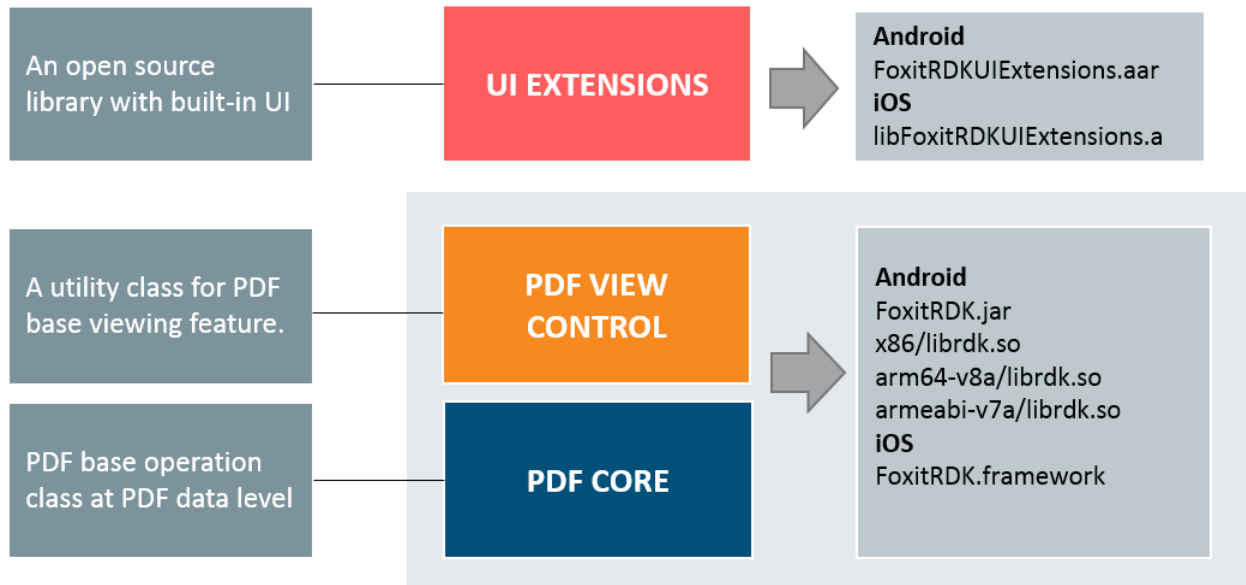 An open source
library with built-in UI
UI EXTENSIONS
Android
FoxitRDKUIExtensions.aar
iOS
libFoxitRDKUIExtensions.a
A utility class for PDF
base viewing feature.
PDF VIEW
CONTROL
PDF base operation
class at PDF data level
PDF CORE
Android
FoxitRDK.jar
x86/librdk.so
arm64-v8a/librdk.so
armeabi-v7a/librdk.so
iOS
FoxitRDK.framework